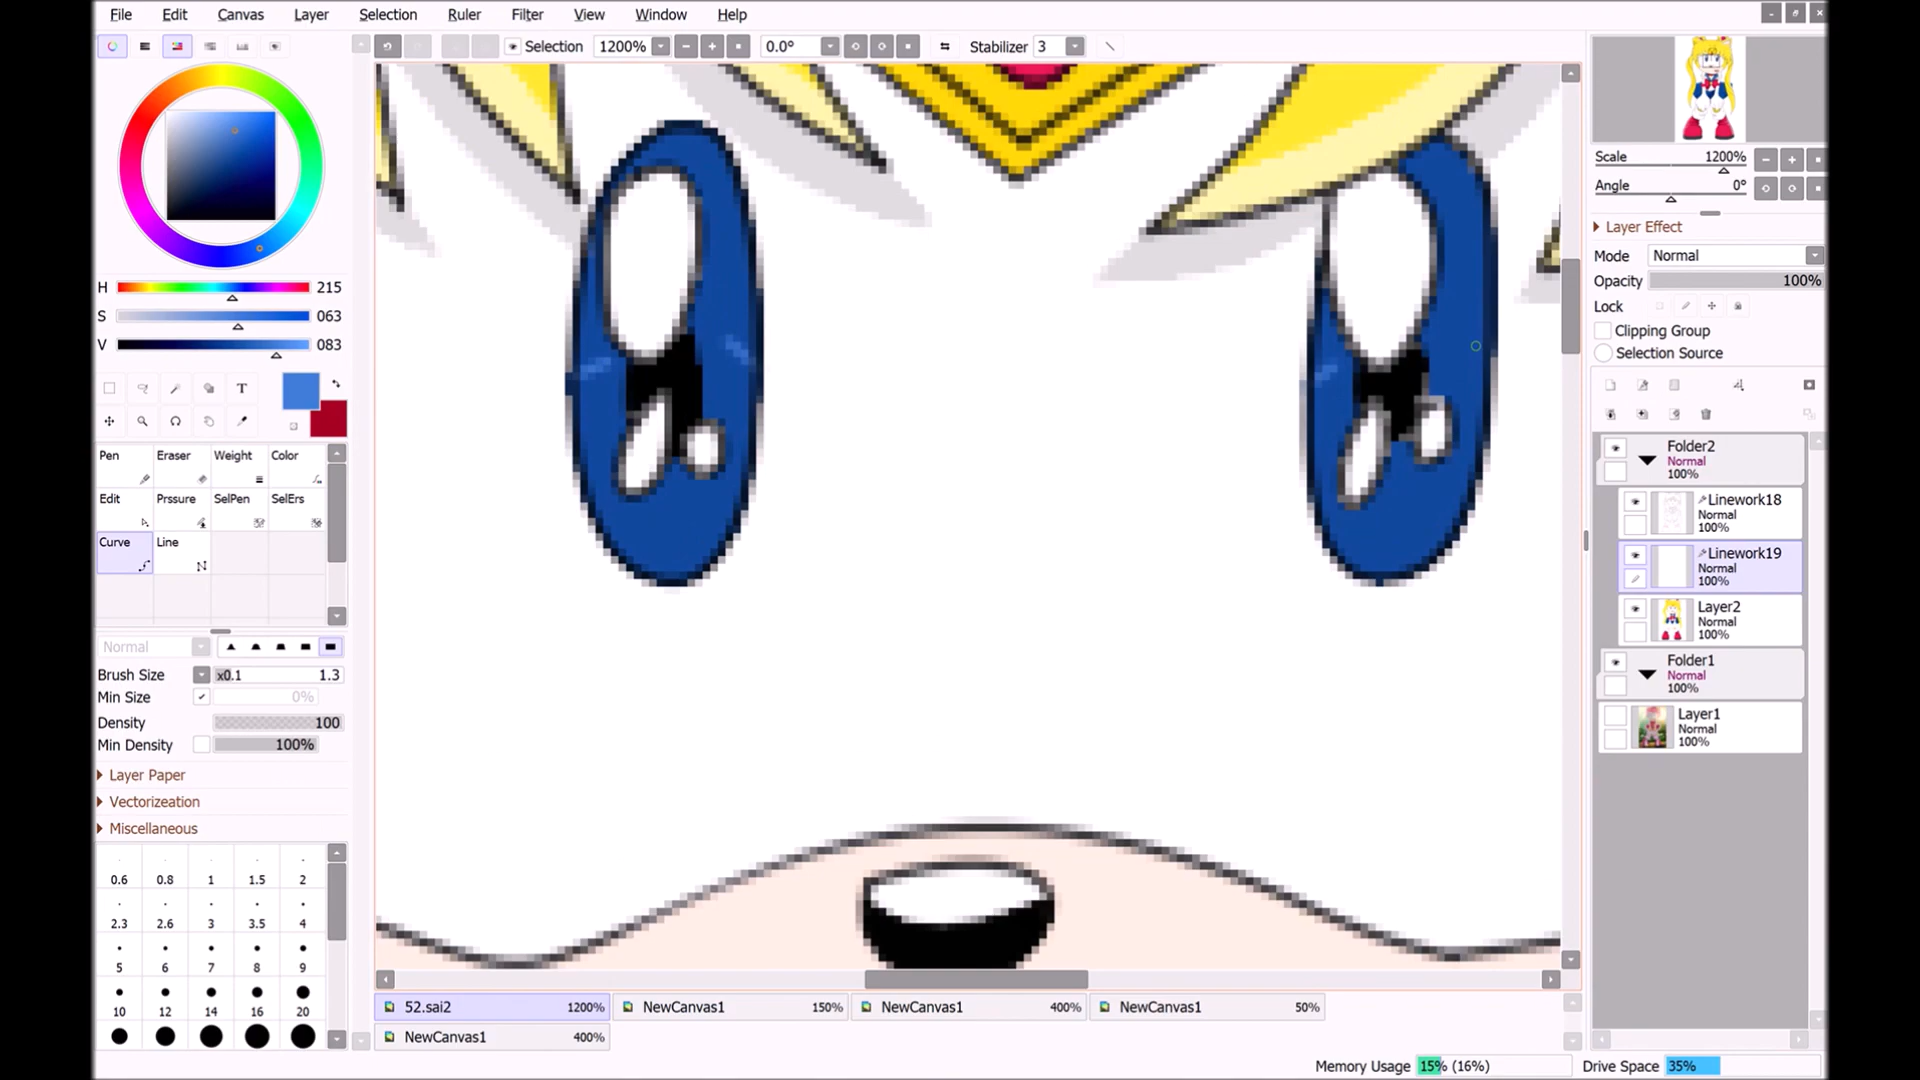 File Edit Canvas Layer Selection Ruler Filter View Window Help
Selection 1200% 0.0° Stabilizer 3
H 215
S 063
V 083
T
Pen Eraser Weight Color
Edit Prssure SelPen SelErs
Curve Line
Normal
Brush Size x0.1 1.3
Min Size 0%
Density 100
Min Density 100%
Layer Paper
Vectorizeation
Miscellaneous
0.6 0.8 1 1.5 2
2.3 2.6 3 3.5 4
5 6 7 8 9
10 12 14 16 20
52.sai2 1200% NewCanvas1 150% NewCanvas1 400% NewCanvas1 50%
NewCanvas1 400%
Memory Usage 15% (16%) Drive Space 35%
Scale 1200%
Angle 0°
Layer Effect
Mode Normal
Opacity 100%
Lock
Clipping Group
Selection Source
Folder2
Normal
100%
Linework18
Normal
100%
Linework19
Normal
100%
Layer2
Normal
100%
Folder1
Normal
100%
Layer1
Normal
100%